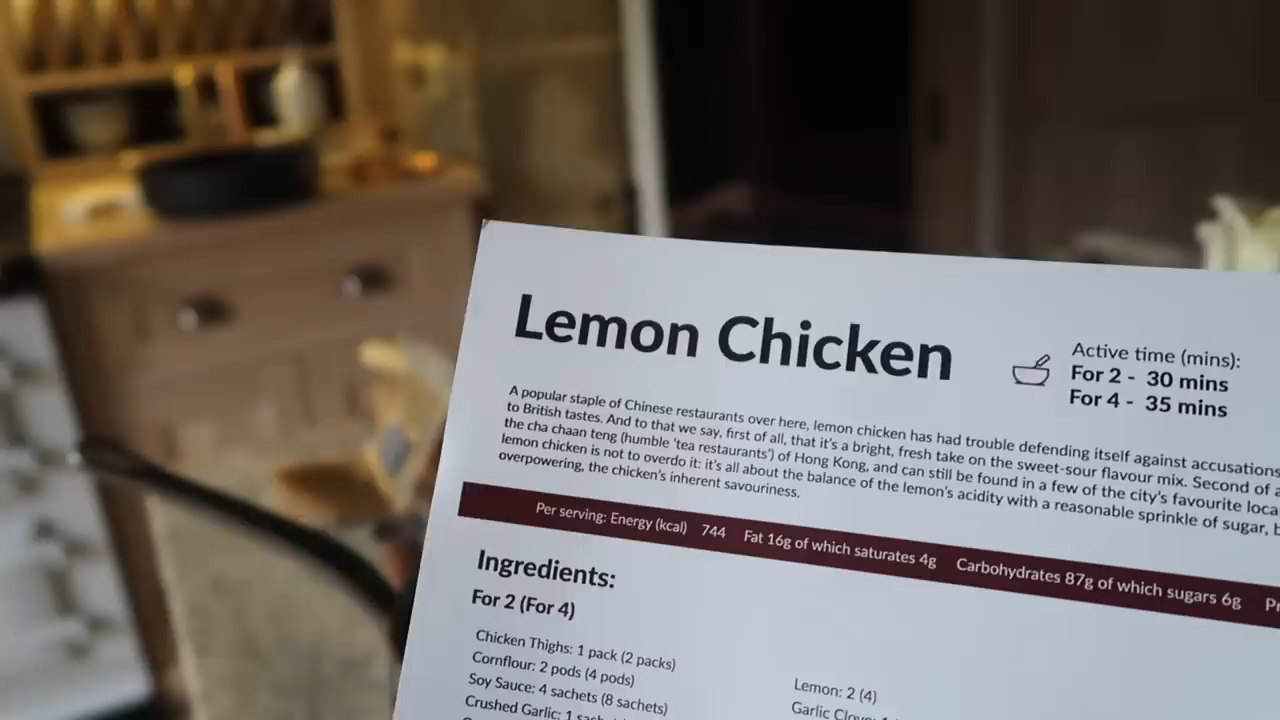 Lemon Chicken
Active time (mins):
For 2 - 30 mins
For 4 - 35 mins
A popular staple of Chinese restaurants over here, lemon chicken has had trouble defending itself against accusations
to British tastes. And to that we say, first of all, that it's a bright, fresh take on the sweet-sour flavour mix. Second of
the cha chaan teng (humble 'tea restaurants') of Hong Kong, and can still be found in a few of the city's favourite
lemon chicken is not to overdo it: it's all about the balance of the lemon's acidity with a reasonable sprinkle of sugar,
overpowering, the chicken's inherent savouriness.
Per serving: Energy (kcal) 744 Fat 16g of which saturates 4g Carbohydrates 87g of which sugars 6g
Ingredients:
For 2 (For 4)
Chicken Thighs: 1 pack (2 packs)
Cornflour: 2 pods (4 pods)
Soy Sauce: 4 sachets (8 sachets)
Crushed Garlic: 1
Lemon: 2 (4)
Garlic